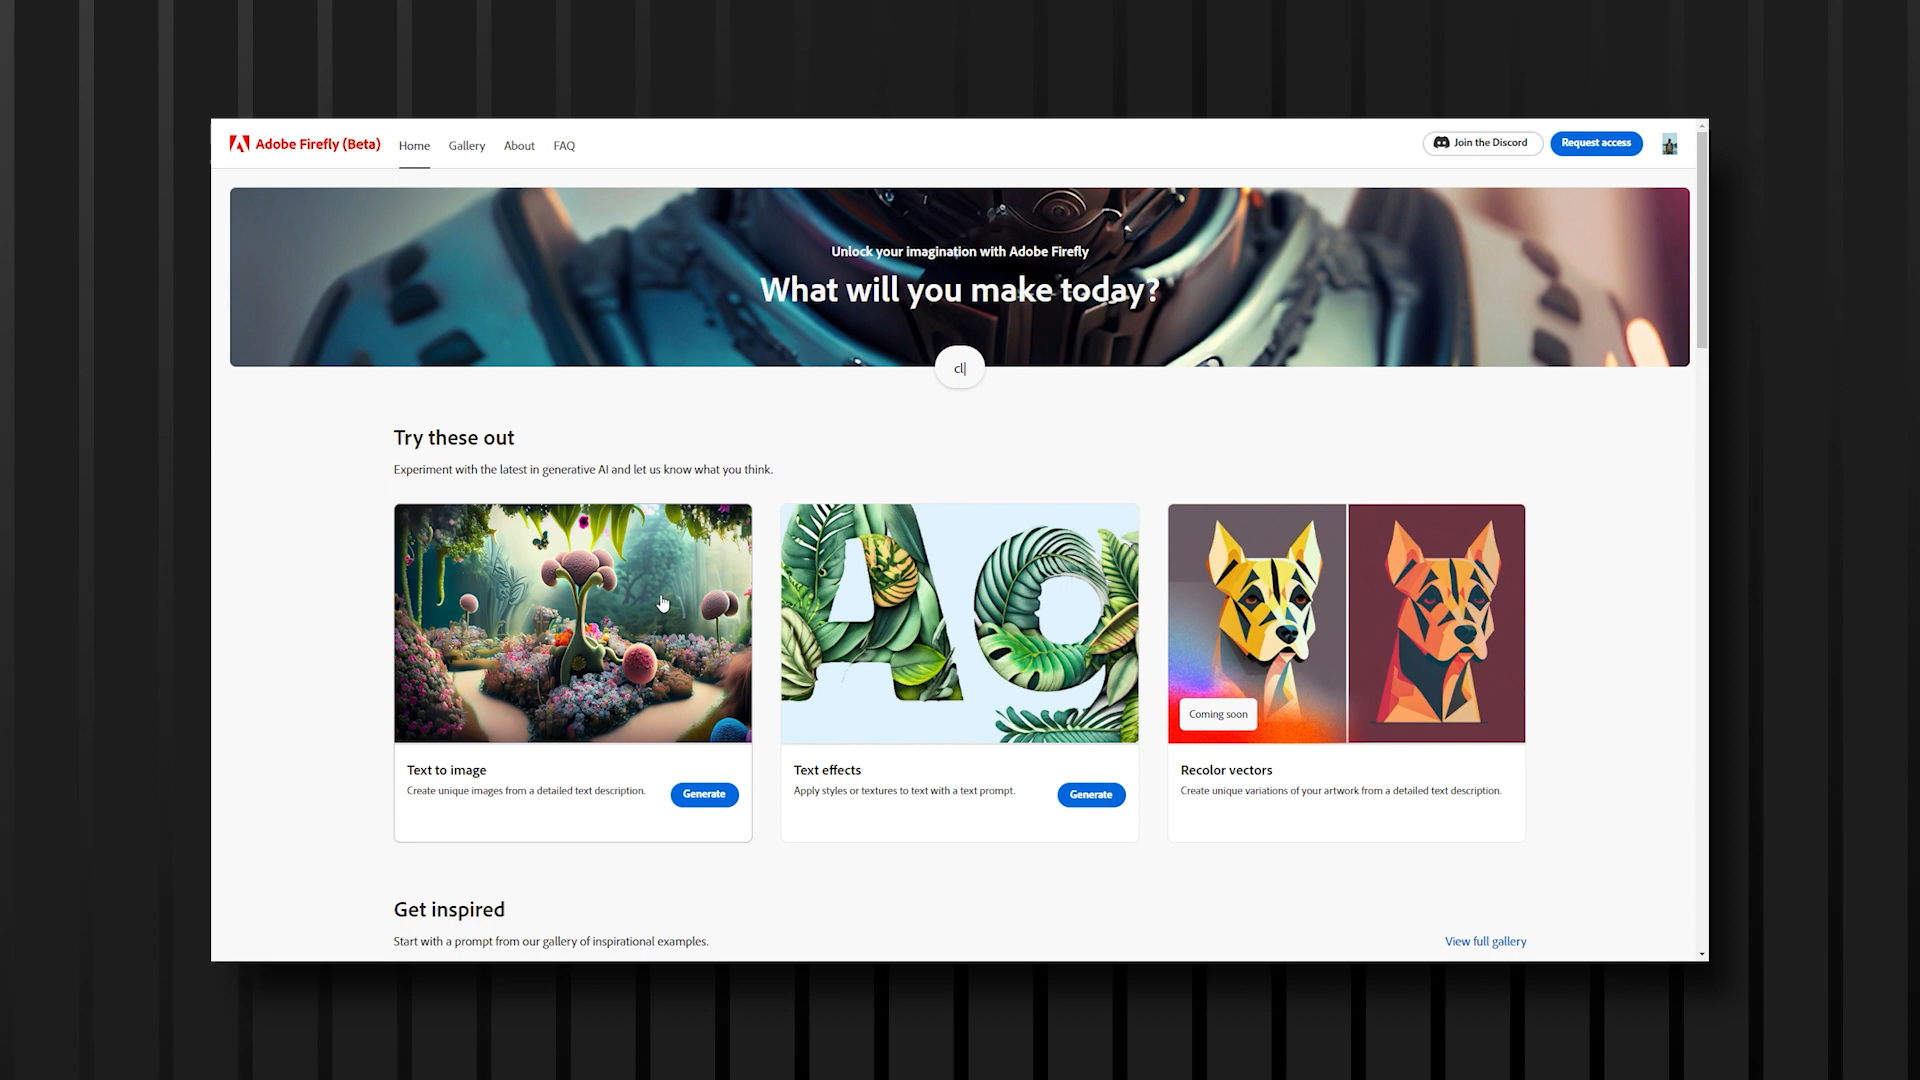 Adobe Firefly (Beta) Home Gallery About FAQ Join the Discord Request access
Unlock your imagination with Adobe Firefly
What will you make today?
cl
Try these out
Experiment with the latest in generative AI and let us know what you think.
Ag
Coming soon
Text to image
Create unique images from a detailed text description.
Generate
Text effects
Apply styles or textures to text with a text prompt.
Generate
Recolor vectors
Create unique variations of your artwork from a detailed text description.
Get inspired
Start with a prompt from our gallery of inspirational examples.
View full gallery